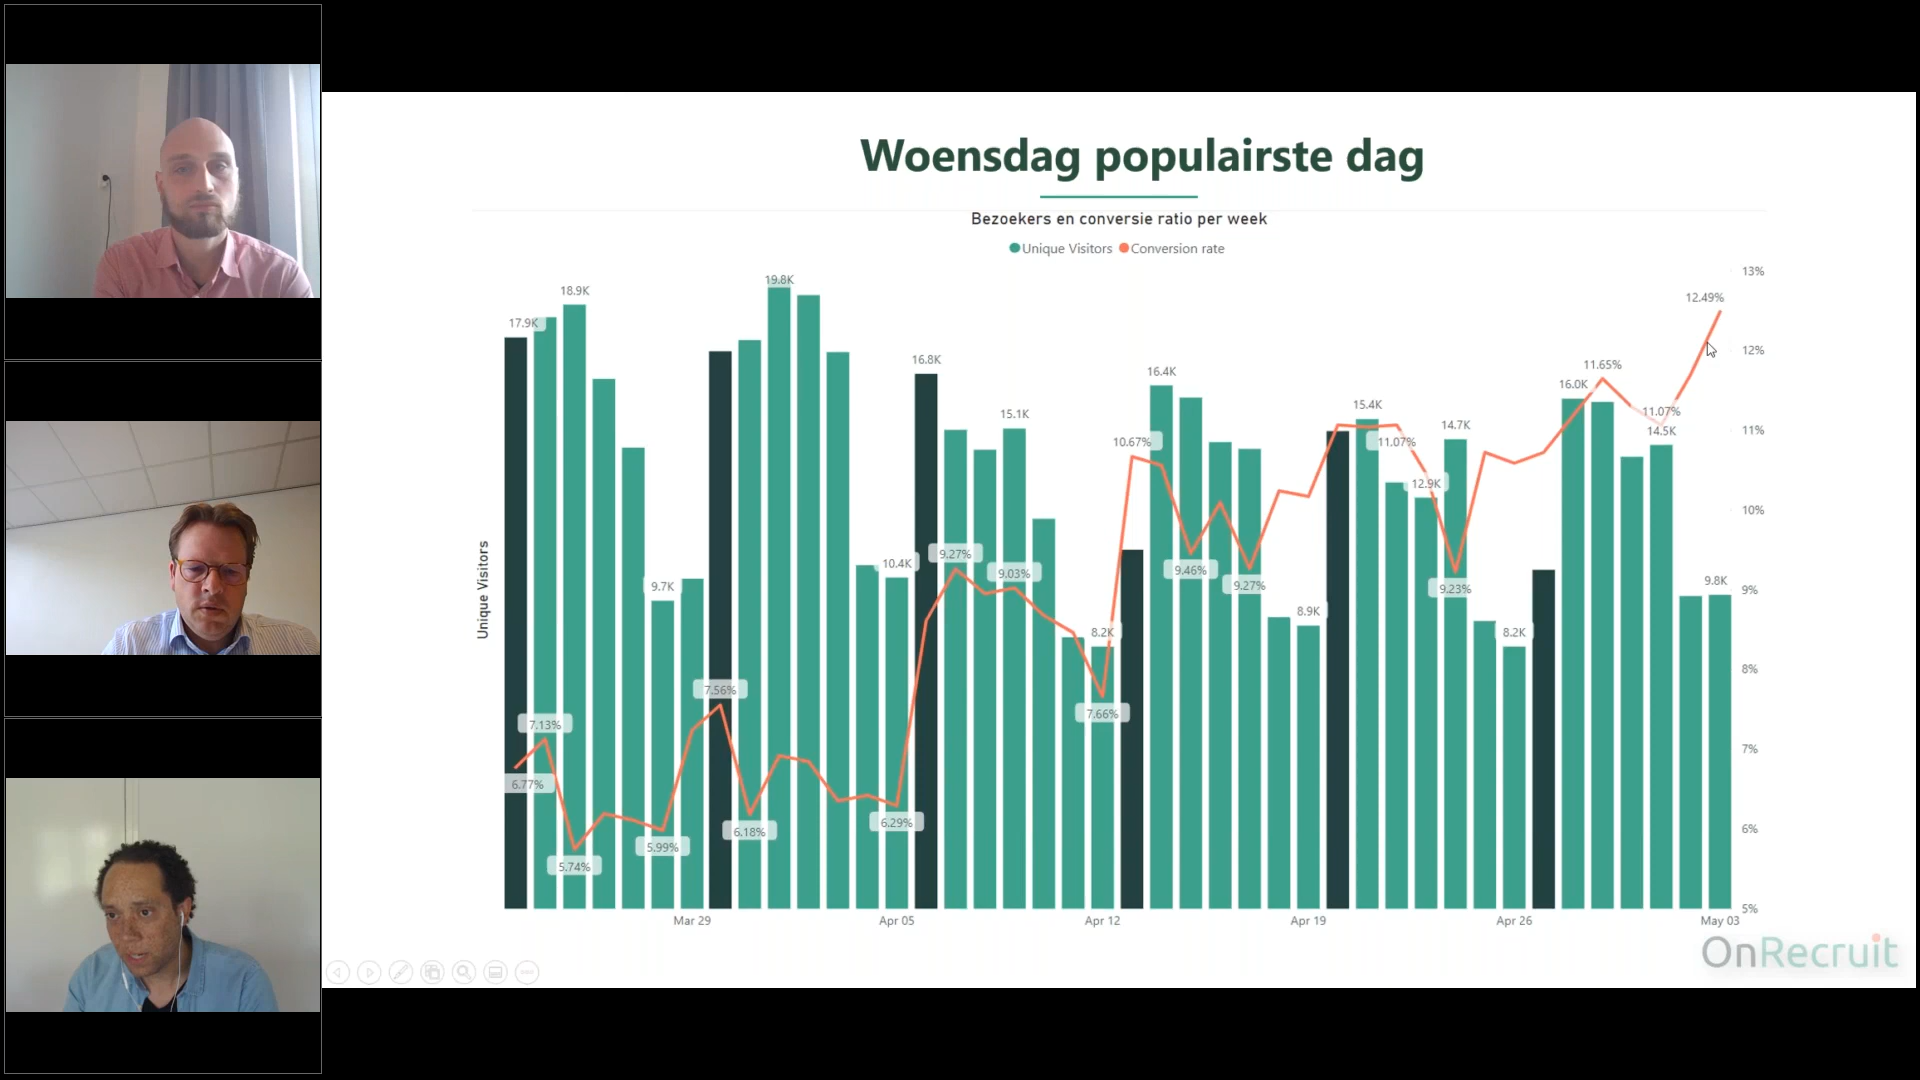 Woensdag populairste dag
Bezoekers en conversie ratio per week
Unique Visitors Conversion rate
Unique Visitors
17.9K
18.9K
9.7K
19.8K
10.4K
16.8K
15.1K
8.2K
16.4K
8.9K
15.4K
12.9K
14.7K
8.2K
16.0K
14.5K
9.8K
6.77%
7.13%
5.74%
5.99%
7.56%
6.18%
6.29%
9.27%
9.03%
7.66%
10.67%
9.46%
9.27%
11.07%
9.23%
11.65%
11.07%
12.49%
13%
12%
11%
10%
9%
8%
7%
6%
5%
Mar 29 Apr 05 Apr 12 Apr 19 Apr 26 May 03
OnRecruit